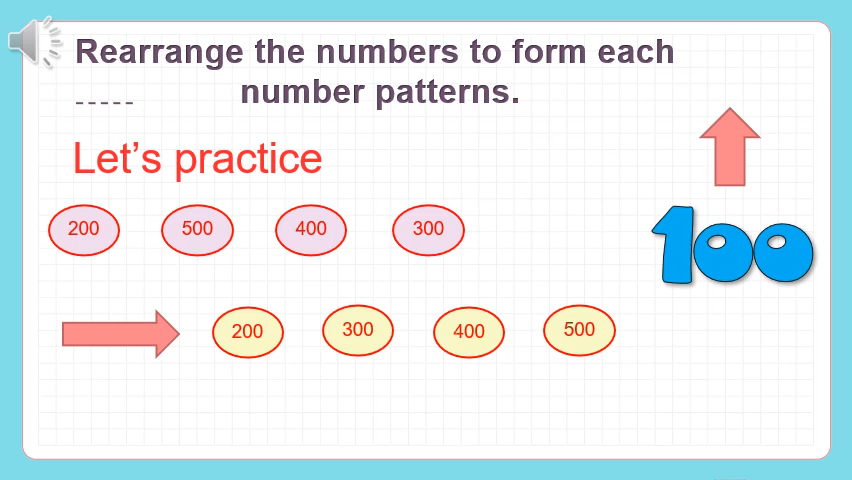 Rearrange the numbers to form each
----- number patterns.
Let's practice
200 500 400 300
100
200 300 400 500